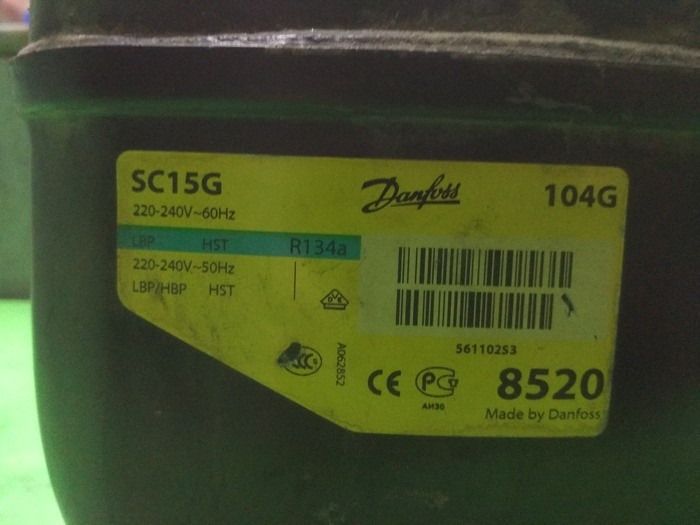 SC15G
Danfoss
104G
220-240V~60Hz
LBP HST R134a
220-240V~50Hz
LBP/HBP HST
561102S3
A062852
CE
АИ30
8520
Made by Danfoss